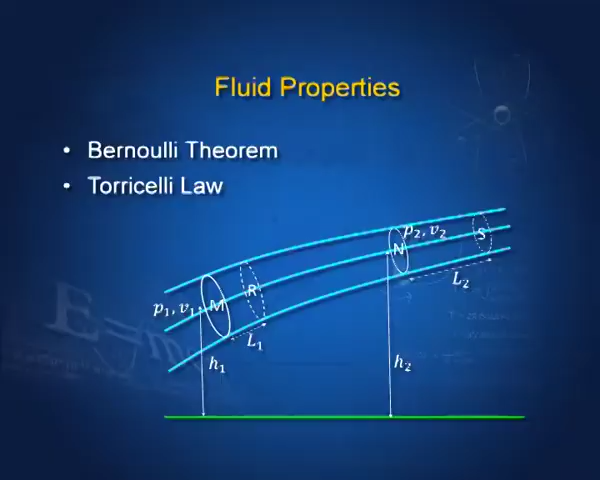 Fluid Properties
• Bernoulli Theorem
• Torricelli Law
p₂, v₂
S
N
L₂
R
p₁, v₁
M
L₁
h₁
h₂
E=m